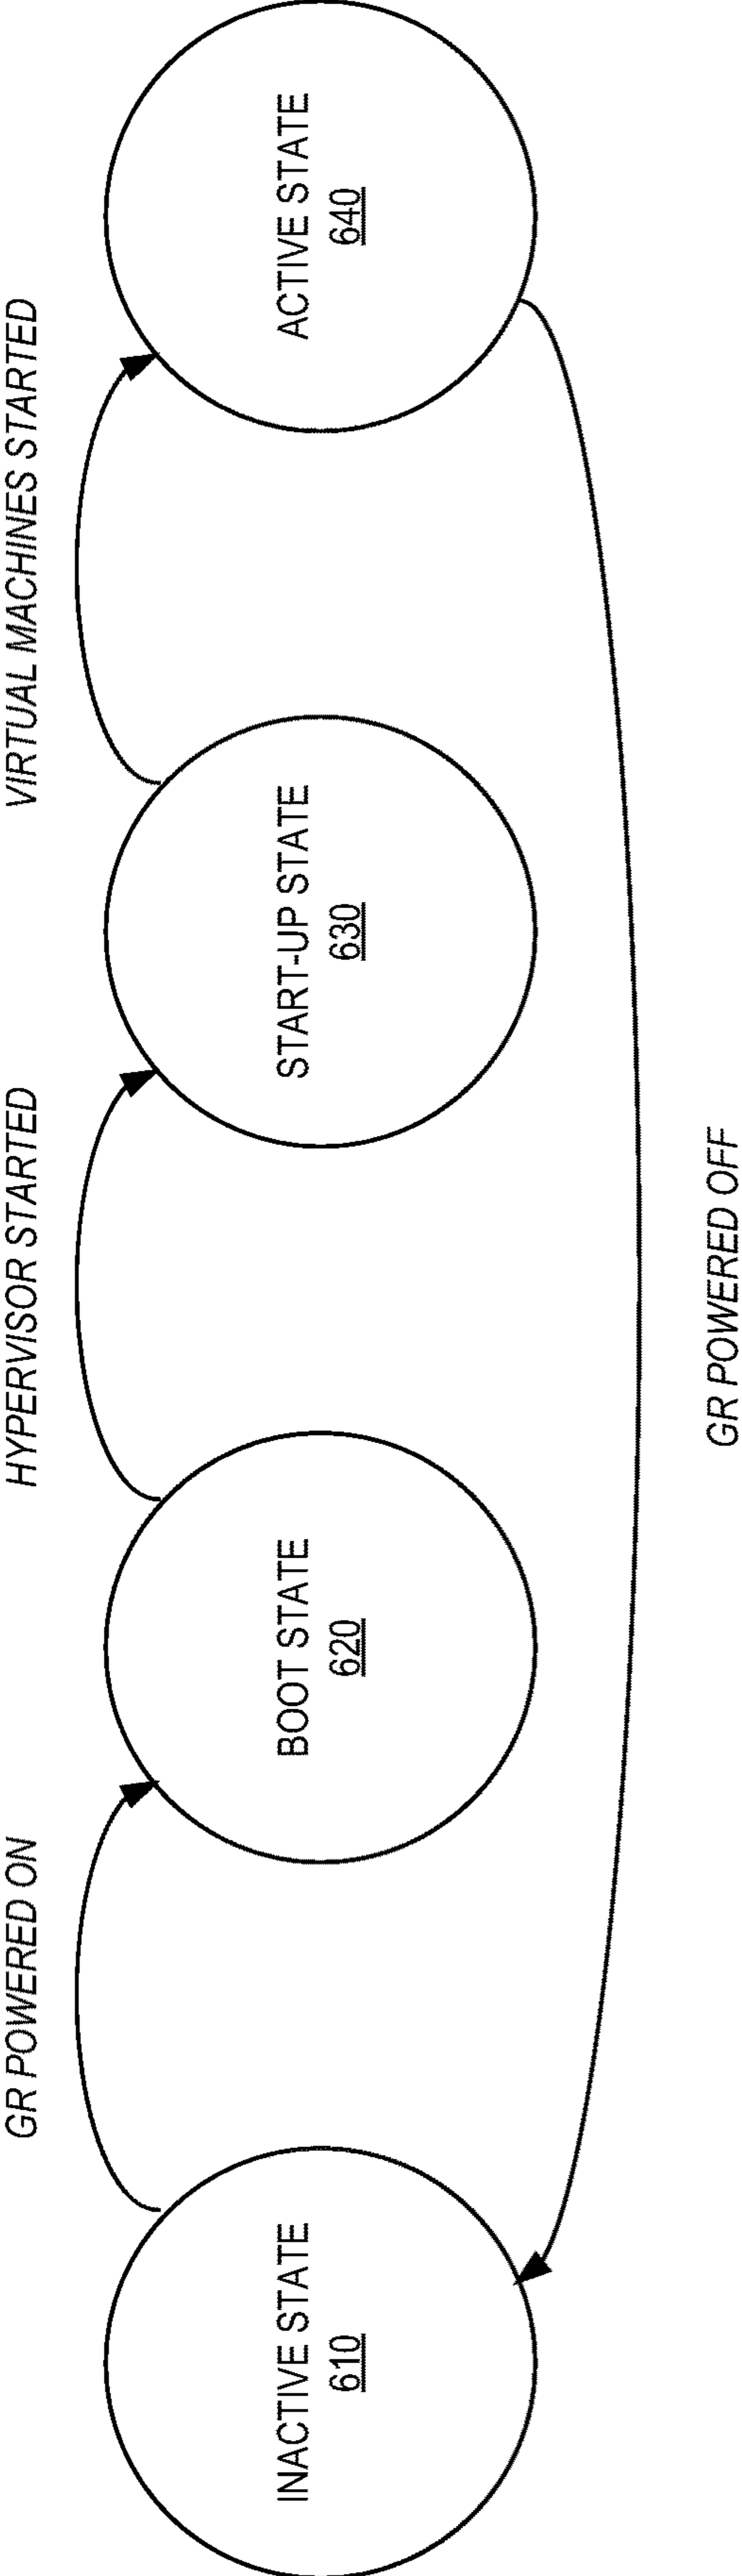 GR POWERED ON
HYPERVISOR STARTED
VIRTUAL MACHINES STARTED
INACTIVE STATE
610
BOOT STATE
620
START-UP STATE
630
ACTIVE STATE
640
GR POWERED OFF